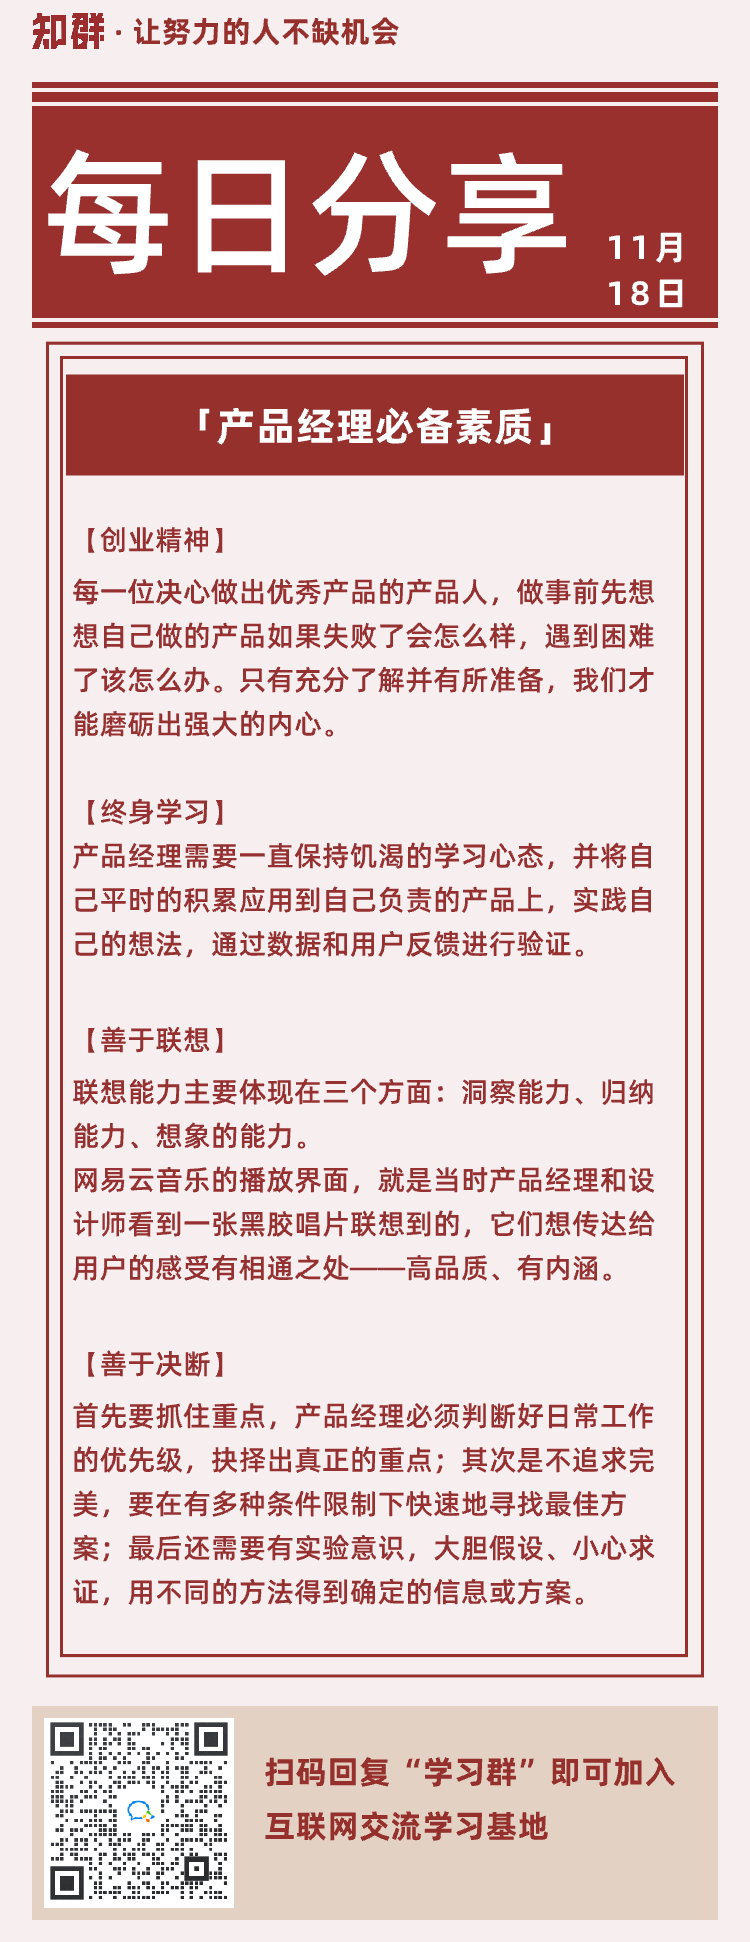 知群 · 让努力的人不缺机会
每日分享
11月
18日
「产品经理必备素质」
【创业精神】
每一位决心做出优秀产品的产品人，做事前先想
想自己做的产品如果失败了会怎么样，遇到困难
了该怎么办。只有充分了解并有所准备，我们才
能磨砺出强大的内心。
【终身学习】
产品经理需要一直保持饥渴的学习心态，并将自
己平时的积累应用到自己负责的产品上，实践自
己的想法，通过数据和用户反馈进行验证。
【善于联想】
联想能力主要体现在三个方面：洞察能力、归纳
能力、想象的能力。
网易云音乐的播放界面，就是当时产品经理和设
计师看到一张黑胶唱片联想到的，它们想传达给
用户的感受有相通之处——高品质、有内涵。
【善于决断】
首先要抓住重点，产品经理必须判断好日常工作
的优先级，抉择出真正的重点；其次是不追求完
美，要在有多种条件限制下快速地寻找最佳方
案；最后还需要有实验意识，大胆假设、小心求
证，用不同的方法得到确定的信息或方案。
扫码回复“学习群”即可加入
互联网交流学习基地